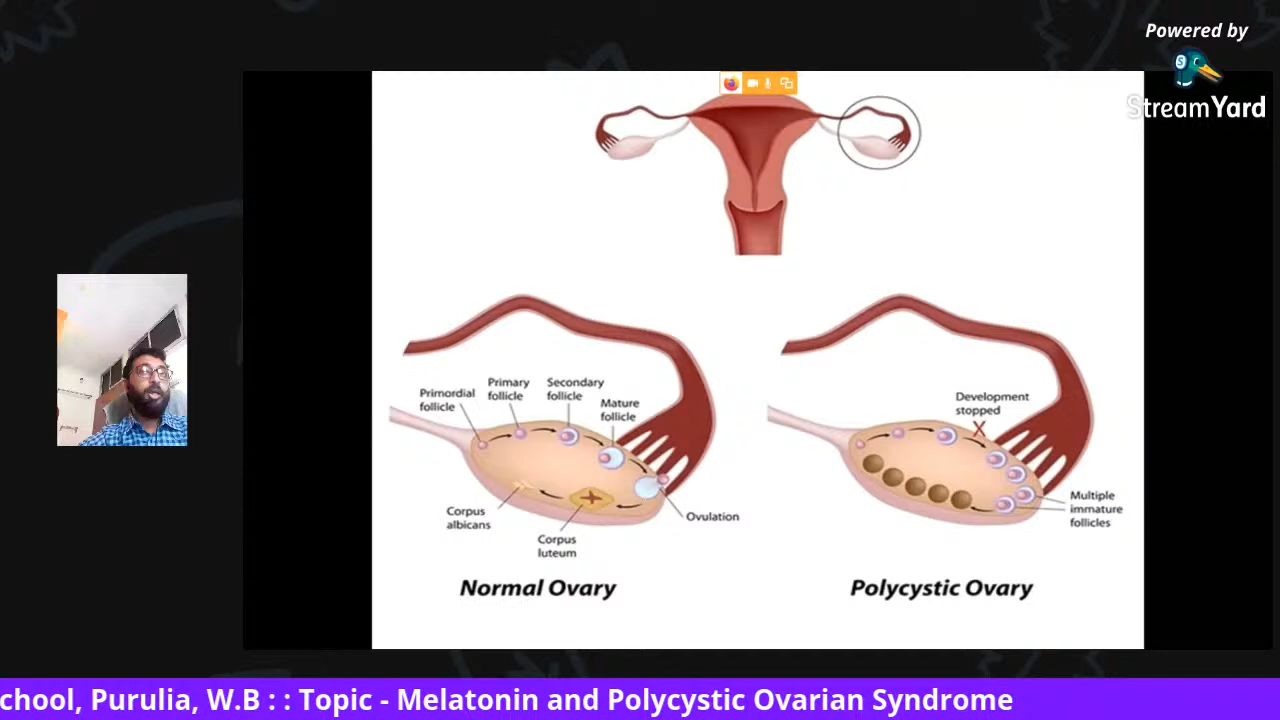 Powered by
StreamYard
Primordial
follicle
Primary
follicle
Secondary
follicle
Mature
follicle
Ovulation
Corpus
luteum
Corpus
albicans
Normal Ovary
Development
stopped
X
Multiple
immature
follicles
Polycystic Ovary
chool, Purulia, W.B : : Topic - Melatonin and Polycystic Ovarian Syndrome